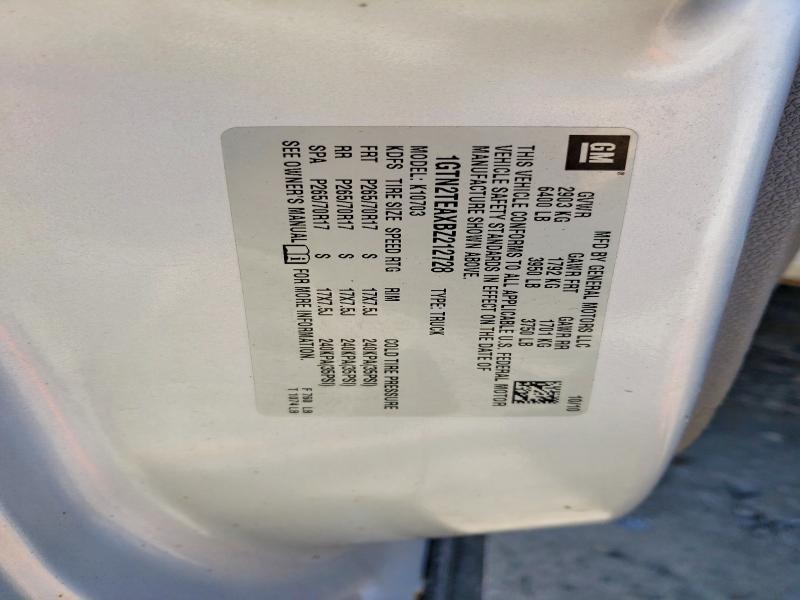 GM
MFD BY GENERAL MOTORS LLC 10/10
GVWR GAWR FRT GAWR RR
2903 KG 1792 KG 1701 KG
6400 LB 3950 LB 3750 LB
THIS VEHICLE CONFORMS TO ALL APPLICABLE U.S. FEDERAL MOTOR
VEHICLE SAFETY STANDARDS IN EFFECT ON THE DATE OF
MANUFACTURE SHOWN ABOVE.
1GTN2TEAXBZ212728 TYPE: TRUCK
MODEL: K10703
KDFS TIRE SIZE SPEED RTG RIM COLD TIRE PRESSURE
FRT P265/70R17 S 17X7.5J 240KPA(35PSI)
RR P265/70R17 S 17X7.5J 240KPA(35PSI)
SPA P265/70R17 S 17X7.5J 240KPA(35PSI)
SEE OWNER'S MANUAL FOR MORE INFORMATION.
F 760 LB
T 1074 LB